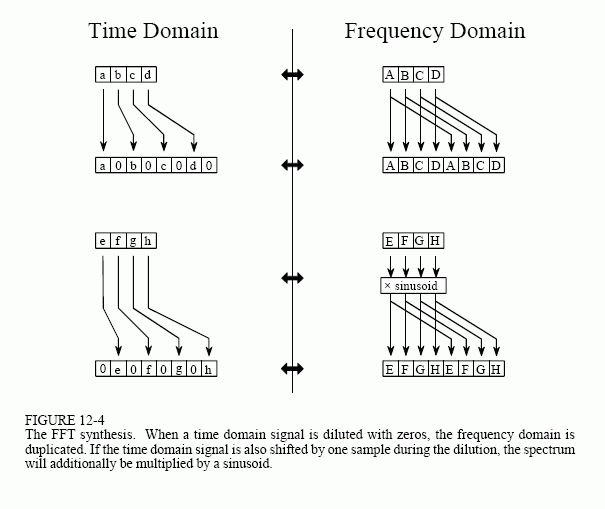 Time Domain Frequency Domain
a b c d A B C D
a 0 b 0 c 0 d 0 A B C D A B C D
e f g h E F G H
× sinusoid
0 e 0 f 0 g 0 h E F G H E F G H
FIGURE 12-4
The FFT synthesis. When a time domain signal is diluted with zeros, the frequency domain is
duplicated. If the time domain signal is also shifted by one sample during the dilution, the spectrum
will additionally be multiplied by a sinusoid.